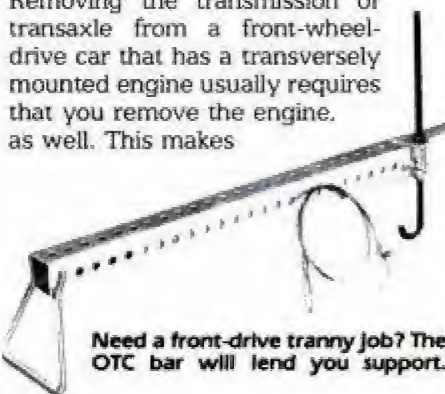 Removing the transmission or
transaxle from a front-wheel-
drive car that has a transversely
mounted engine usually requires
that you remove the engine,
as well. This makes
Need a front-drive tranny job? The
OTC bar will lend you support.